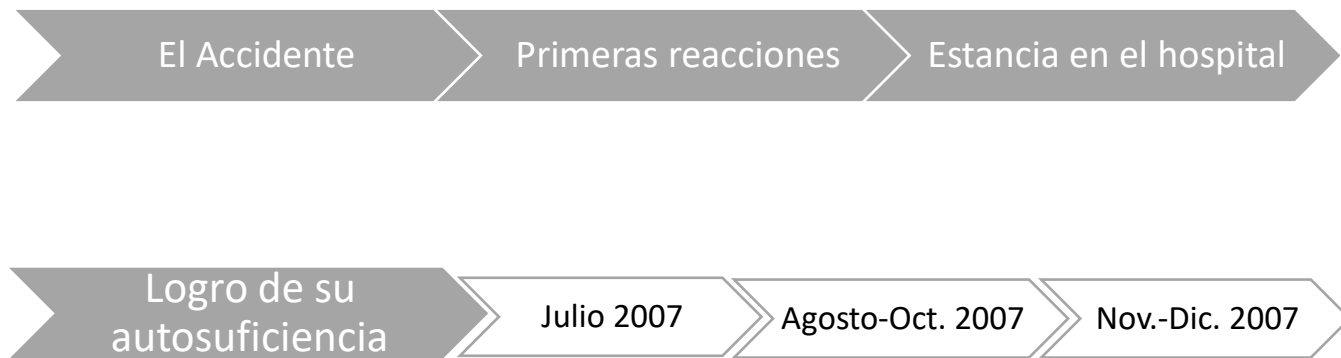 El Accidente
Primeras reacciones
Estancia en el hospital
Logro de su
autosuficiencia
Julio 2007
Agosto-Oct. 2007
Nov.-Dic. 2007